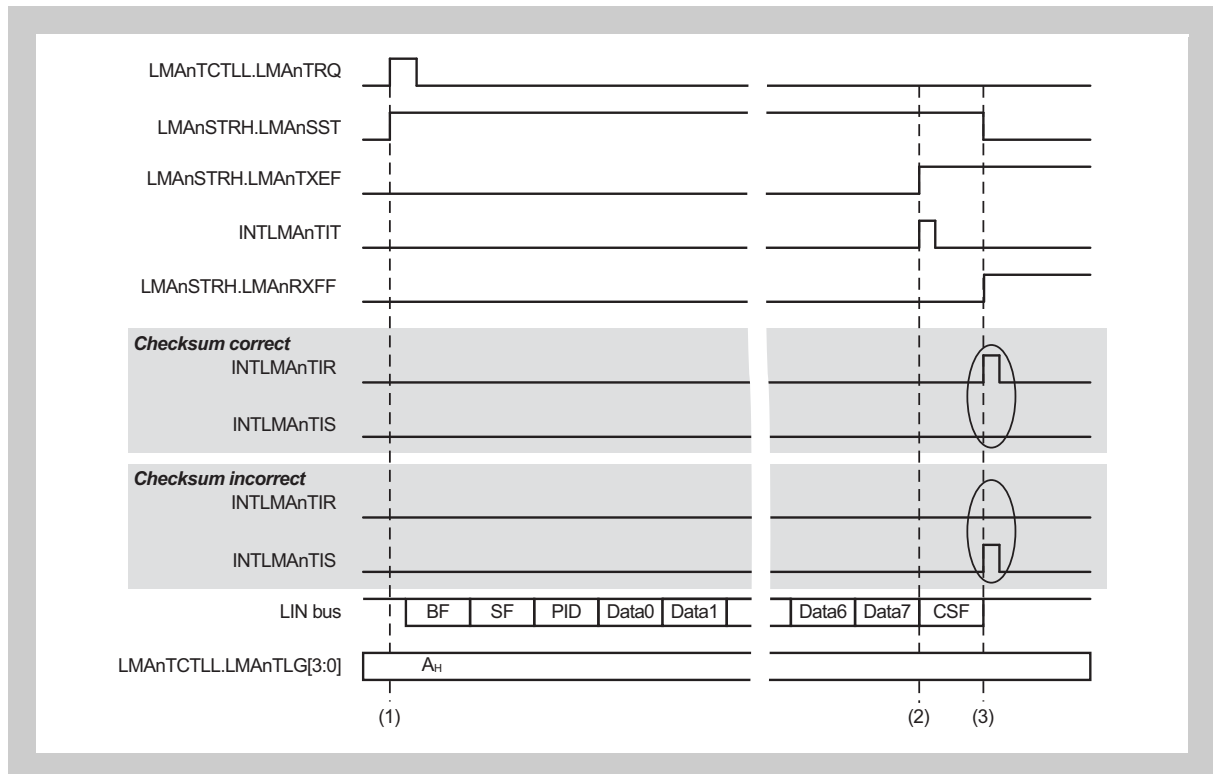 LMAnTCTLL.LMAnTRQ
LMAnSTRH.LMAnSST
LMAnSTRH.LMAnTXEF
INTLMAnTIT
LMAnSTRH.LMAnRXFF
Checksum correct
INTLMAnTIR
INTLMAnTIS
Checksum incorrect
INTLMAnTIR
INTLMAnTIS
LIN bus BF SF PID Data0 Data1 Data6 Data7 CSF
LMAnTCTLL.LMAnTLG[3:0] AH
(1) (2) (3)